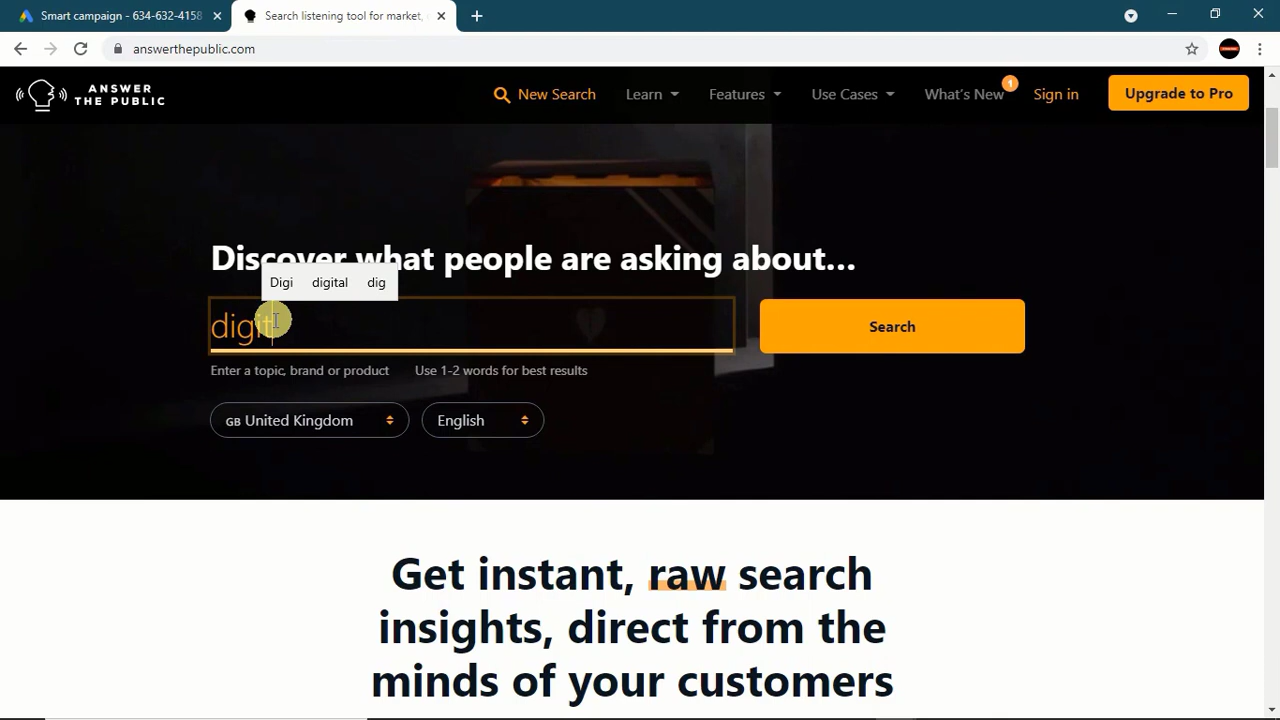 Smart campaign - 634-632-4158
Search listening tool for market,
answerthepublic.com
ANSWER
THE PUBLIC
New Search
Learn
Features
Use Cases
What's New
1
Sign in
Upgrade to Pro
Discover what people are asking about...
Digi digital dig
digit
Search
Enter a topic, brand or product
Use 1-2 words for best results
GB United Kingdom
English
Get instant, raw search
insights, direct from the
minds of your customers